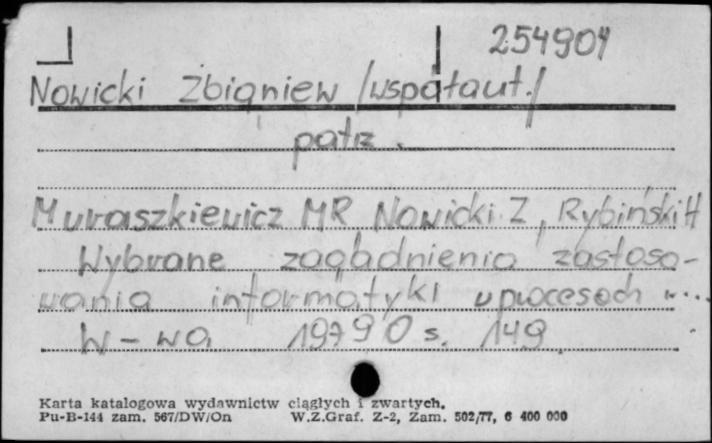 254904
Nowicki Zbigniew /współaut./
patrz.
Muraszkiewicz MR Nowicki Z, Rybiński H
Wybrane zagadnienia zastoso-
wania informatyki w procesach w...
W-wa 1979 0 s. 149
Karta katalogowa wydawnictw ciągłych i zwartych.
Pu-B-144 zam. 567/DW/On W.Z.Graf. Z-2, Zam. 502/77, 6 400 000